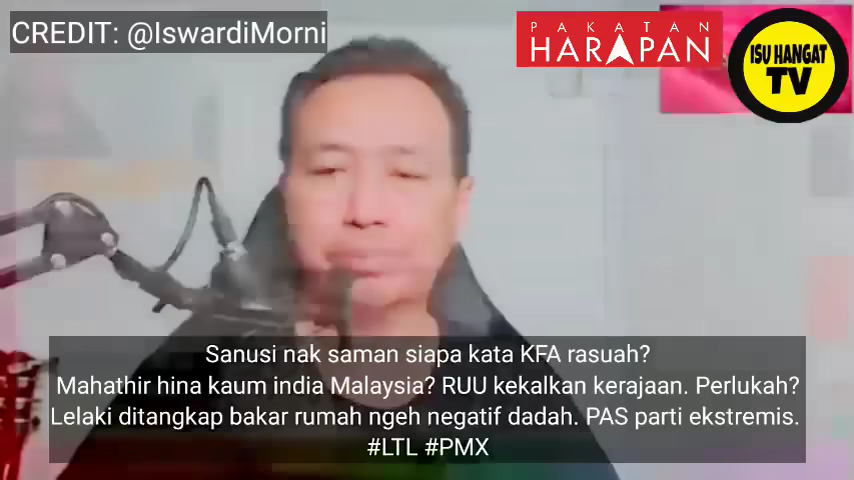 CREDIT: @IswardiMorni
PAKATAN
HARAPAN
ISU HANGAT
TV
Sanusi nak saman siapa kata KFA rasuah?
Mahathir hina kaum india Malaysia? RUU kekalkan kerajaan. Perlukah?
Lelaki ditangkap bakar rumah ngeh negatif dadah. PAS parti ekstremis.
#LTL #PMX